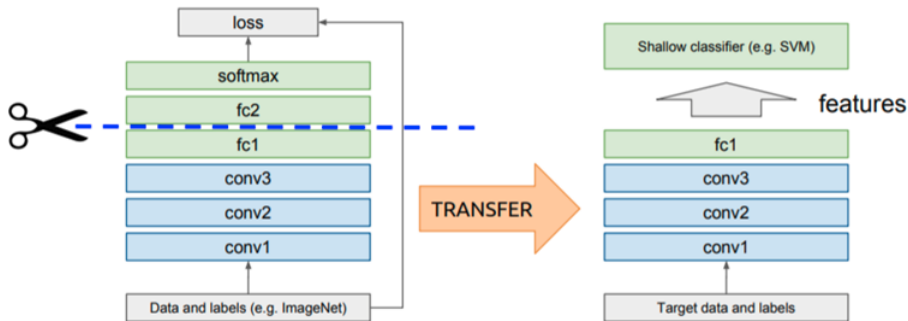 loss
softmax
fc2
fc1
conv3
conv2
conv1
Data and labels (e.g. ImageNet)
TRANSFER
Shallow classifier (e.g. SVM)
features
fc1
conv3
conv2
conv1
Target data and labels